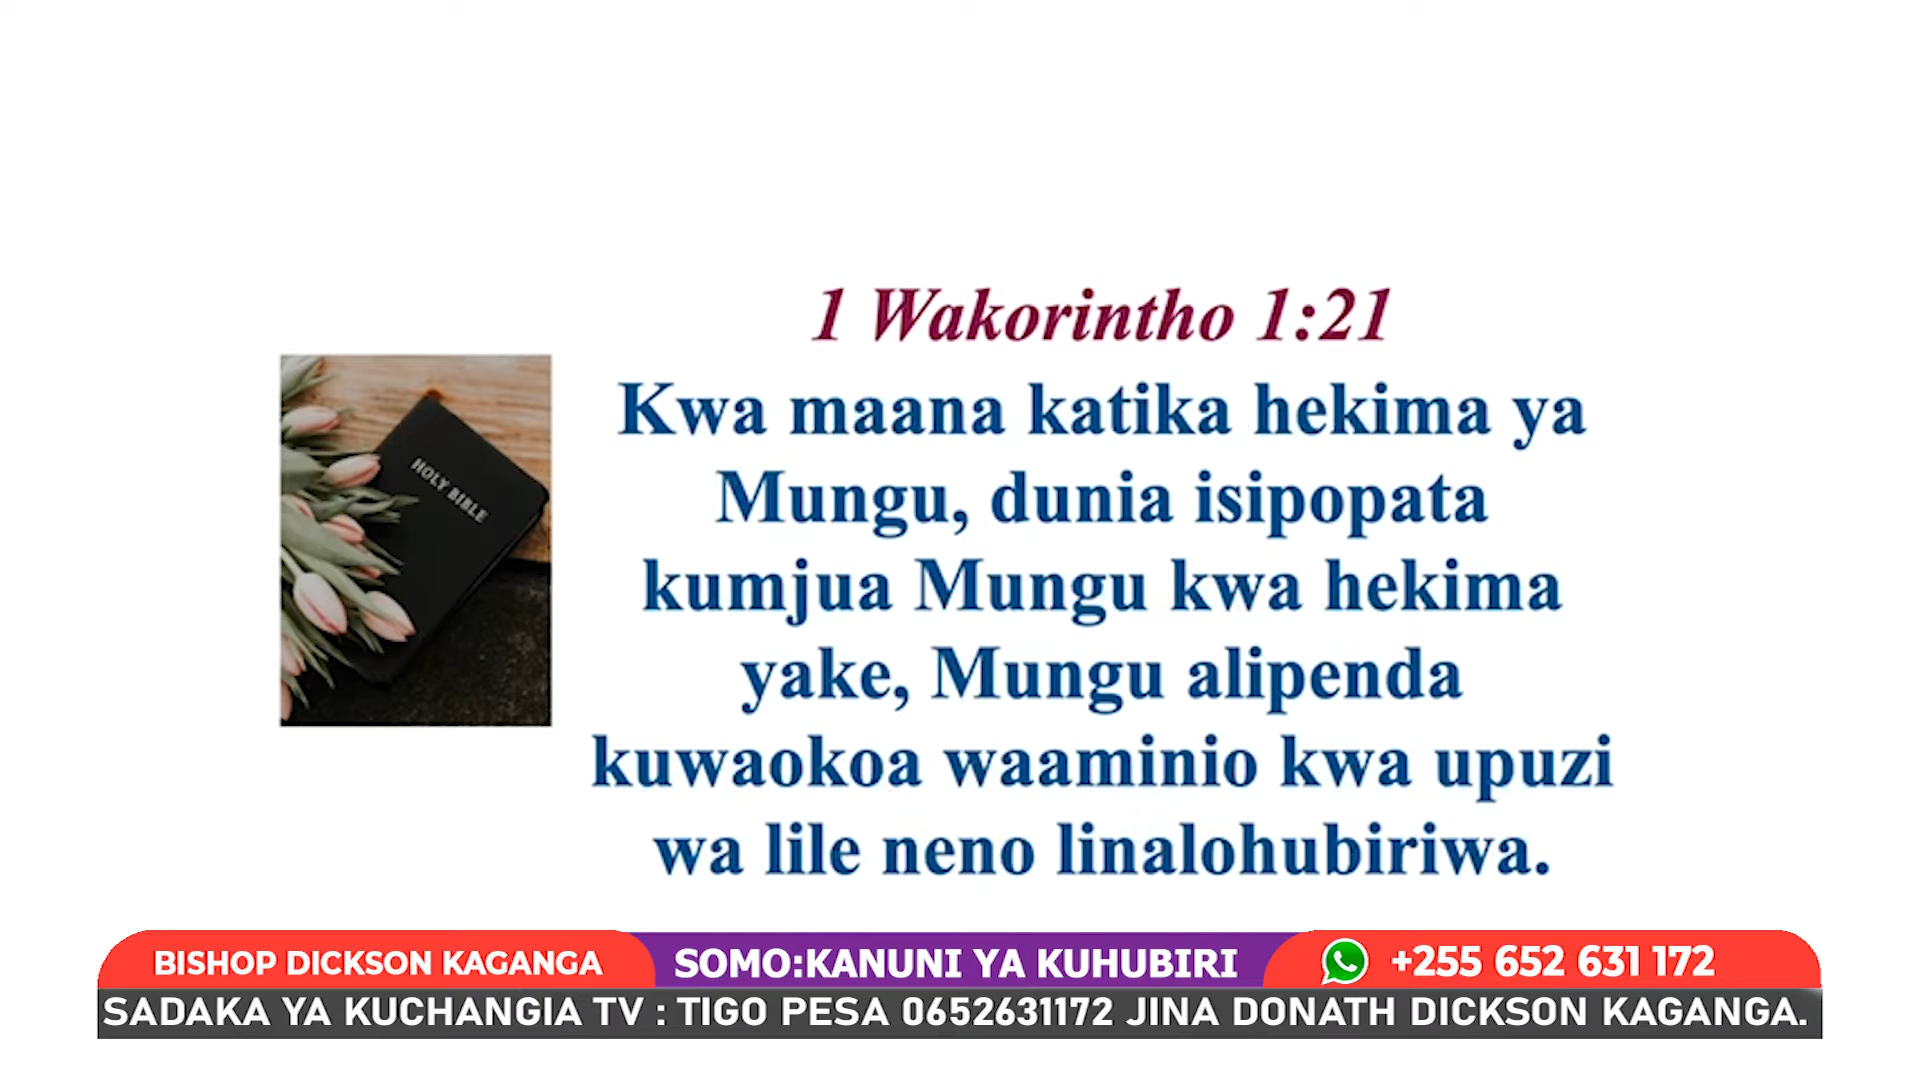 1 Wakorintho 1:21
Kwa maana katika hekima ya
Mungu, dunia isipopata
kumjua Mungu kwa hekima
yake, Mungu alipenda
kuwaokoa waaminio kwa upuzi
wa lile neno linalohubiriwa.
HOLY BIBLE
BISHOP DICKSON KAGANGA
SOMO:KANUNI YA KUHUBIRI
+255 652 631 172
SADAKA YA KUCHANGIA TV : TIGO PESA 0652631172 JINA DONATH DICKSON KAGANGA.